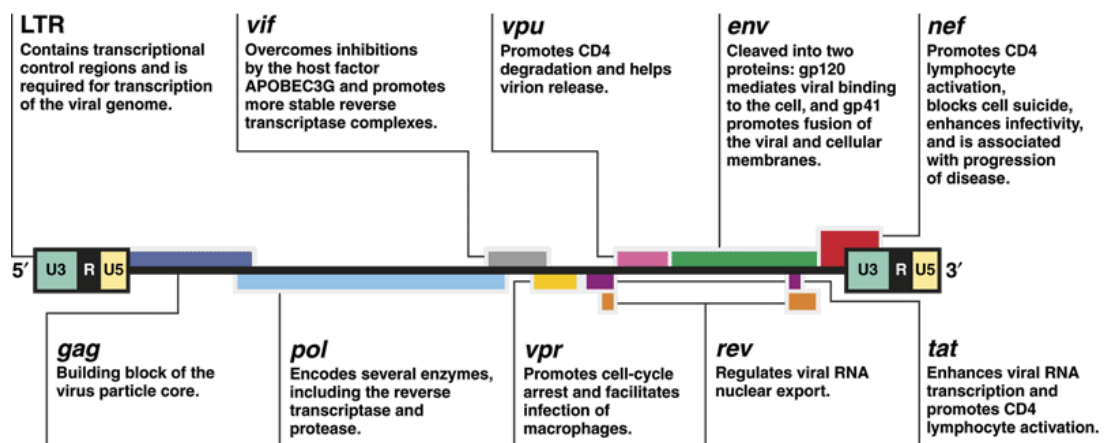 LTR
Contains transcriptional
control regions and is
required for transcription
of the viral genome.
vif
Overcomes inhibitions
by the host factor
APOBEC3G and promotes
more stable reverse
transcriptase complexes.
vpu
Promotes CD4
degradation and helps
virion release.
env
Cleaved into two
proteins: gp120
mediates viral binding
to the cell, and gp41
promotes fusion of
the viral and cellular
membranes.
nef
Promotes CD4
lymphocyte
activation,
blocks cell suicide,
enhances infectivity,
and is associated
with progression
of disease.
5′ U3 R U5 U3 R U5 3′
gag
Building block of the
virus particle core.
pol
Encodes several enzymes,
including the reverse
transcriptase and
protease.
vpr
Promotes cell-cycle
arrest and facilitates
infection of
macrophages.
rev
Regulates viral RNA
nuclear export.
tat
Enhances viral RNA
transcription and
promotes CD4
lymphocyte activation.